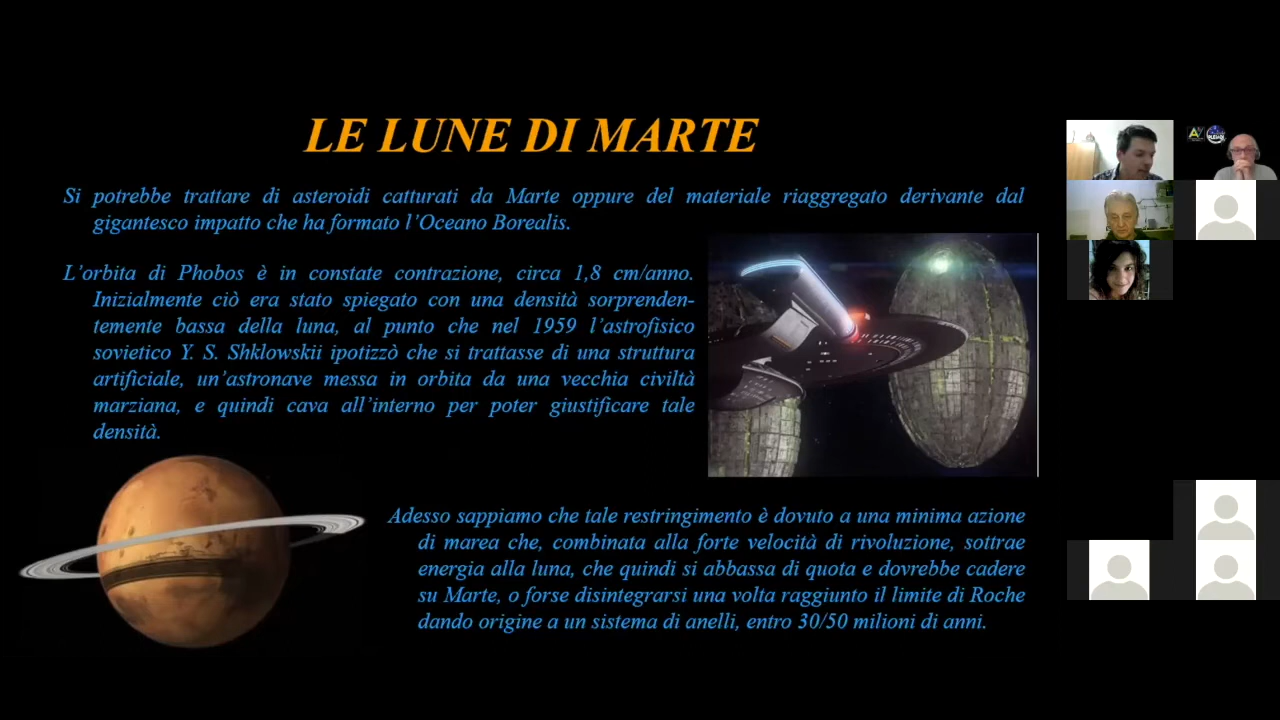 LE LUNE DI MARTE
Si potrebbe trattare di asteroidi catturati da Marte oppure del materiale riaggregato derivante dal
gigantesco impatto che ha formato l’Oceano Borealis.
L’orbita di Phobos è in constate contrazione, circa 1,8 cm/anno.
Inizialmente ciò era stato spiegato con una densità sorprenden-
temente bassa della luna, al punto che nel 1959 l’astrofisico
sovietico Y. S. Shklowskii ipotizzò che si trattasse di una struttura
artificiale, un’astronave messa in orbita da una vecchia civiltà
marziana, e quindi cava all’interno per poter giustificare tale
densità.
Adesso sappiamo che tale restringimento è dovuto a una minima azione
di marea che, combinata alla forte velocità di rivoluzione, sottrae
energia alla luna, che quindi si abbassa di quota e dovrebbe cadere
su Marte, o forse disintegrarsi una volta raggiunto il limite di Roche
dando origine a un sistema di anelli, entro 30/50 milioni di anni.